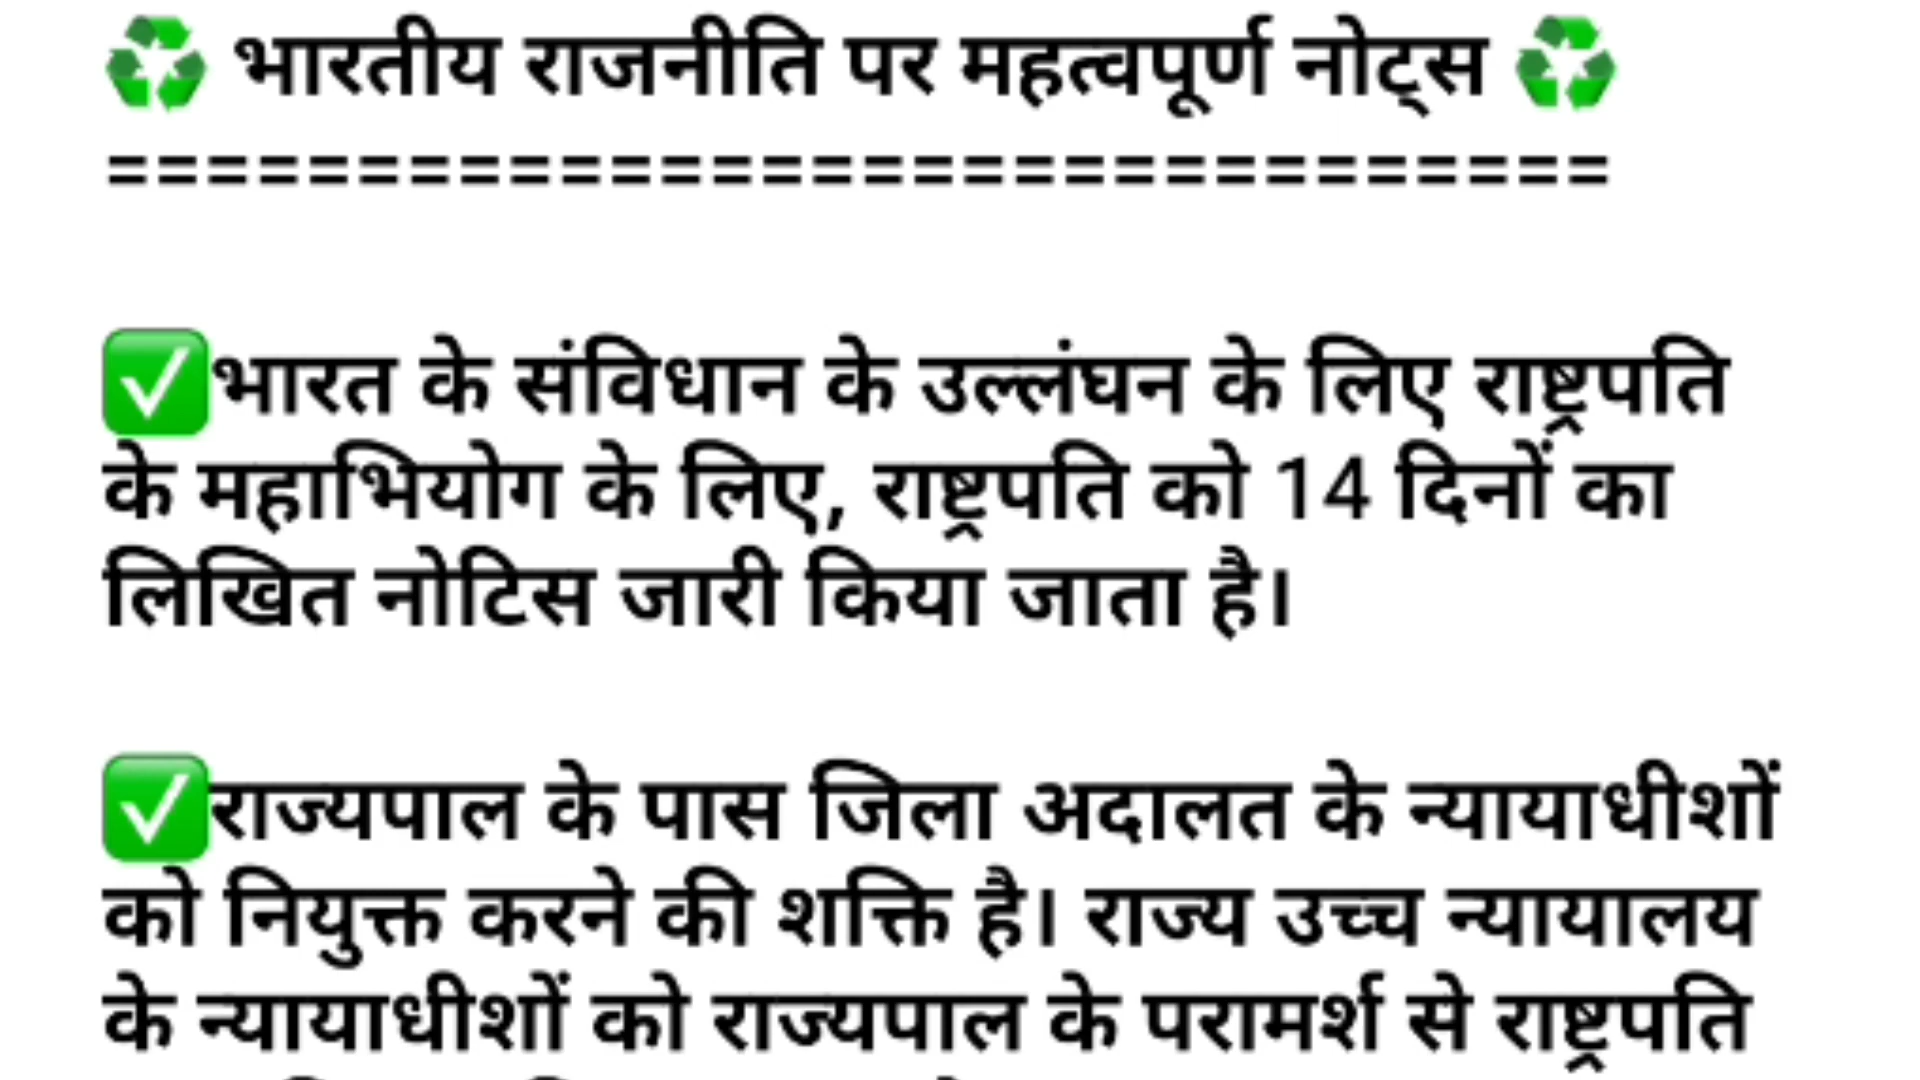 ♻️ भारतीय राजनीति पर महत्वपूर्ण नोट्स ♻️
==============================
✅भारत के संविधान के उल्लंघन के लिए राष्ट्रपति
के महाभियोग के लिए, राष्ट्रपति को 14 दिनों का
लिखित नोटिस जारी किया जाता है।
✅राज्यपाल के पास जिला अदालत के न्यायाधीशों
को नियुक्त करने की शक्ति है। राज्य उच्च न्यायालय
के न्यायाधीशों को राज्यपाल के परामर्श से राष्ट्रपति